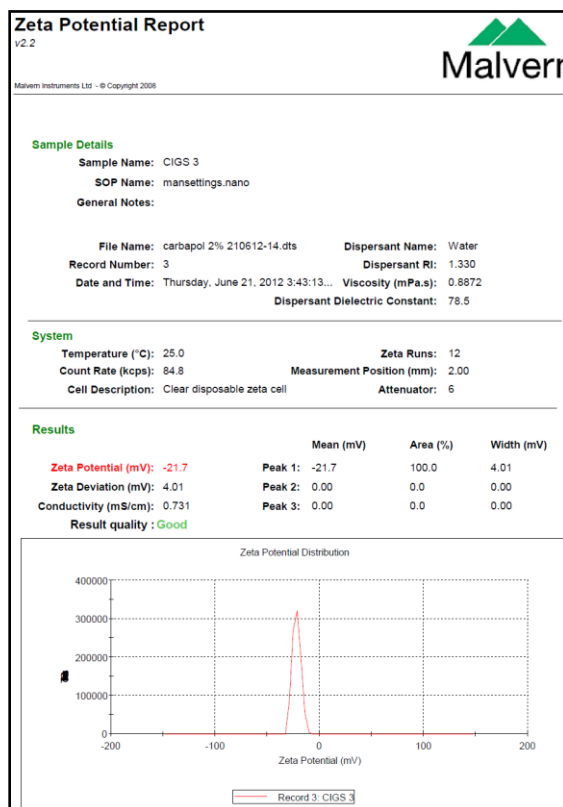 Zeta Potential Report
v2.2
Malvern
Malvern Instruments Ltd - © Copyright 2008
Sample Details
Sample Name: CIGS 3
SOP Name: mansettings.nano
General Notes:
File Name: carbapol 2% 210612-14.dts Dispersant Name: Water
Record Number: 3 Dispersant RI: 1.330
Date and Time: Thursday, June 21, 2012 3:43:13... Viscosity (mPa.s): 0.8872
Dispersant Dielectric Constant: 78.5
System
Temperature (°C): 25.0 Zeta Runs: 12
Count Rate (kcps): 84.8 Measurement Position (mm): 2.00
Cell Description: Clear disposable zeta cell Attenuator: 6
Results
Mean (mV) Area (%) Width (mV)
Zeta Potential (mV): -21.7 Peak 1: -21.7 100.0 4.01
Zeta Deviation (mV): 4.01 Peak 2: 0.00 0.0 0.00
Conductivity (mS/cm): 0.731 Peak 3: 0.00 0.0 0.00
Result quality : Good
Zeta Potential Distribution
400000
300000
200000
100000
0
-200 -100 0 100 200
Zeta Potential (mV)
Record 3: CIGS 3